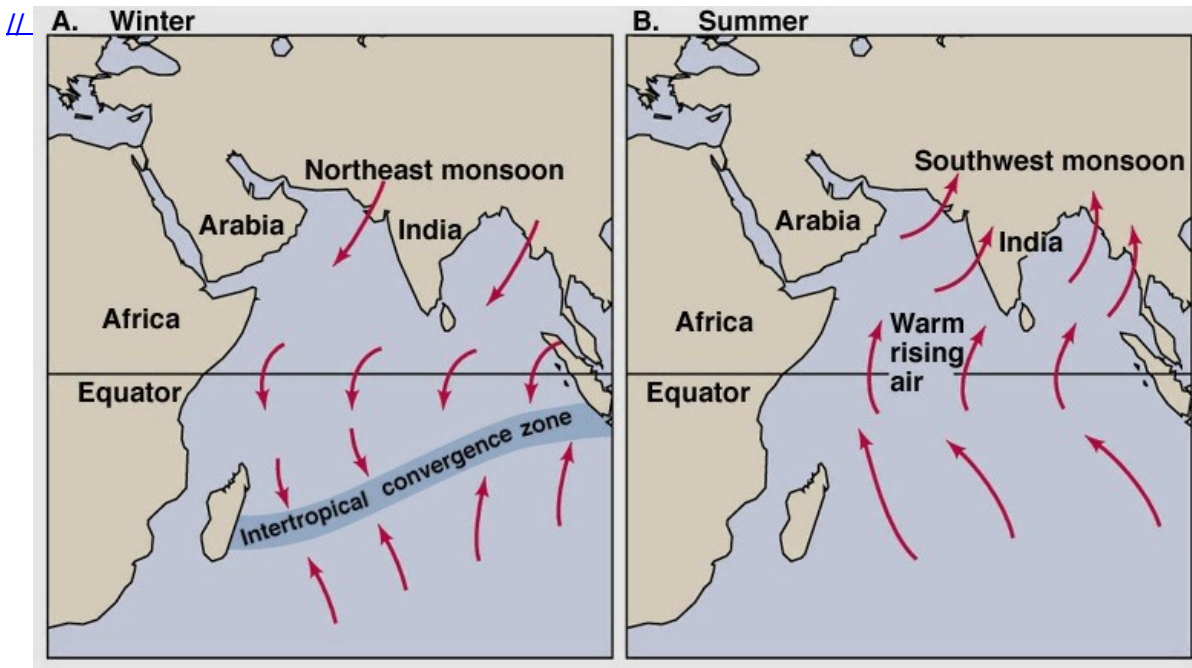 //
A. Winter
Northeast monsoon
Arabia
India
Africa
Equator
Intertropical convergence zone
B. Summer
Southwest monsoon
Arabia
India
Africa
Warm
rising
air
Equator